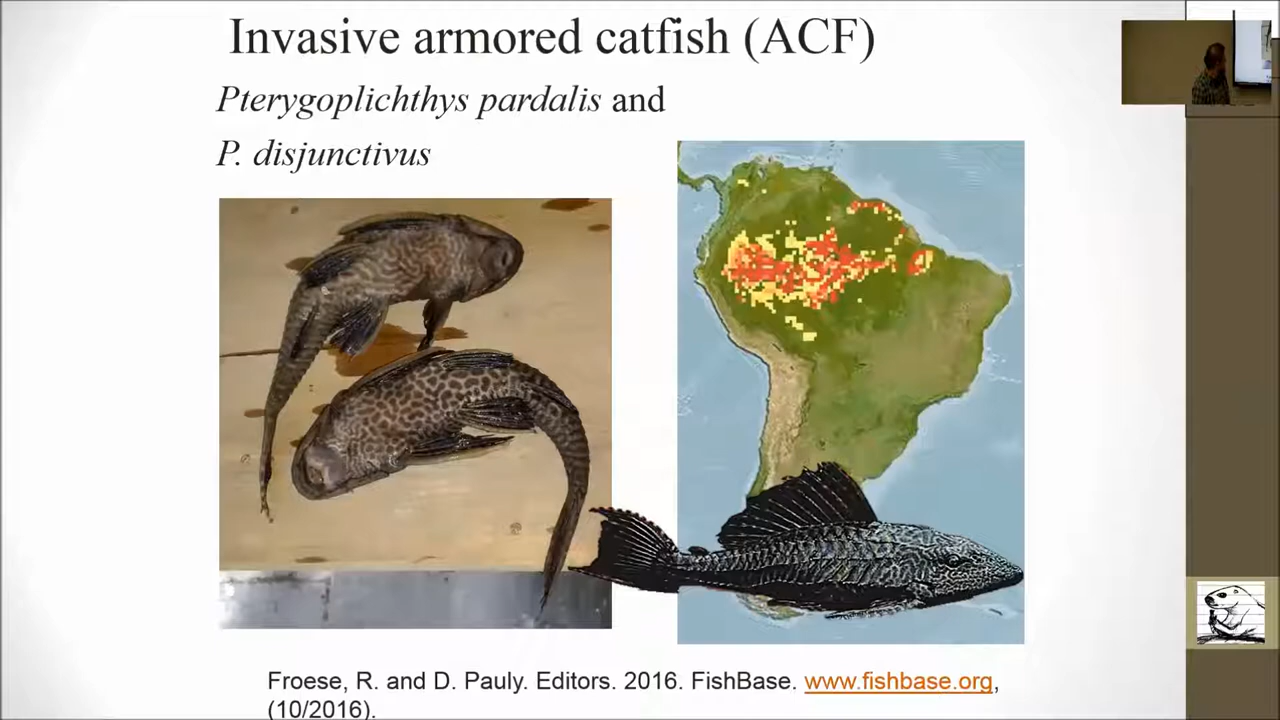 Invasive armored catfish (ACF)
Pterygoplichthys pardalis and
P. disjunctivus
Froese, R. and D. Pauly. Editors. 2016. FishBase. www.fishbase.org,
(10/2016).